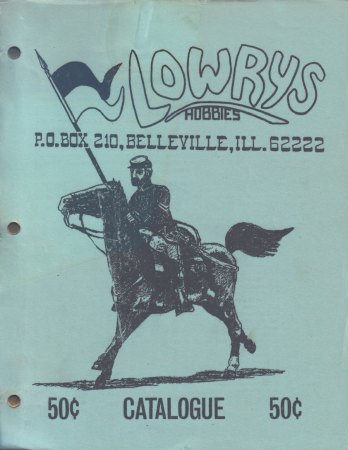 LOWRYS
HOBBIES
P.O.BOX 210, BELLEVILLE, ILL. 62222
50¢ CATALOGUE 50¢